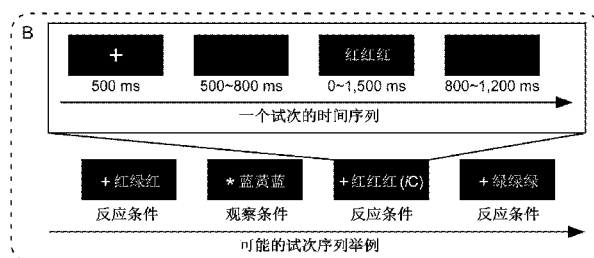 B
+
红红红
500 ms
500~800 ms
0~1,500 ms
800~1,200 ms
一个试次的时间序列
+ 红绿红
* 蓝黄蓝
+ 红红红 (iC)
+ 绿绿绿
反应条件
观察条件
反应条件
反应条件
可能的试次序列举例